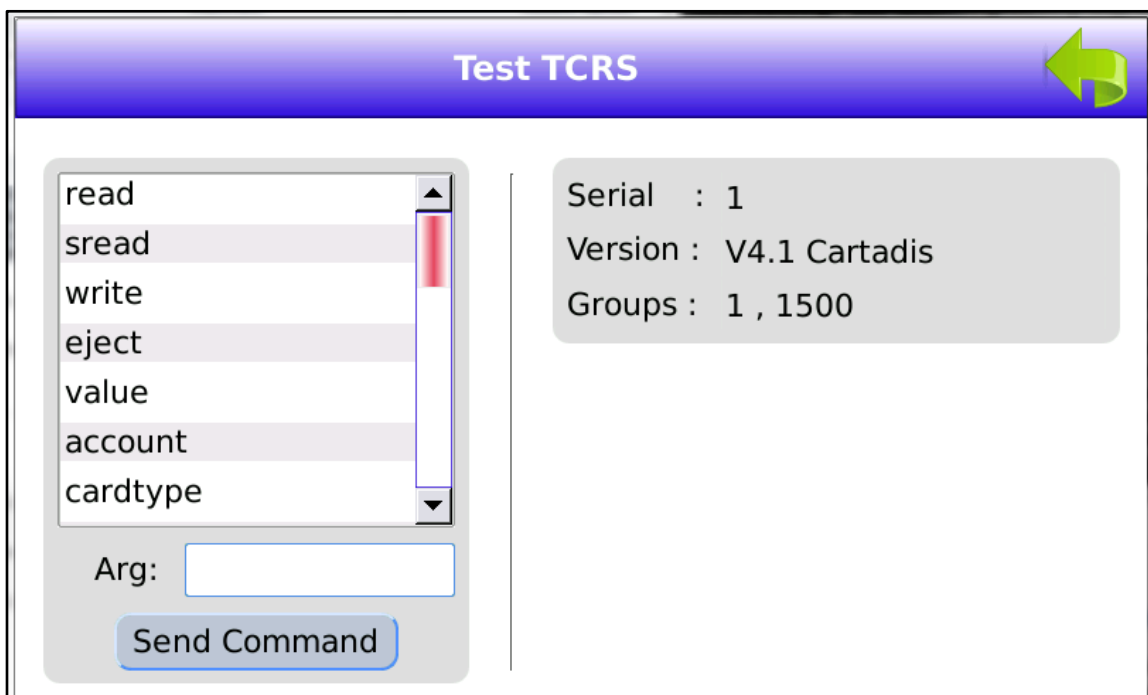 Test TCRS
read
sread
write
eject
value
account
cardtype
Arg:
Send Command
Serial : 1
Version : V4.1 Cartadis
Groups : 1 , 1500